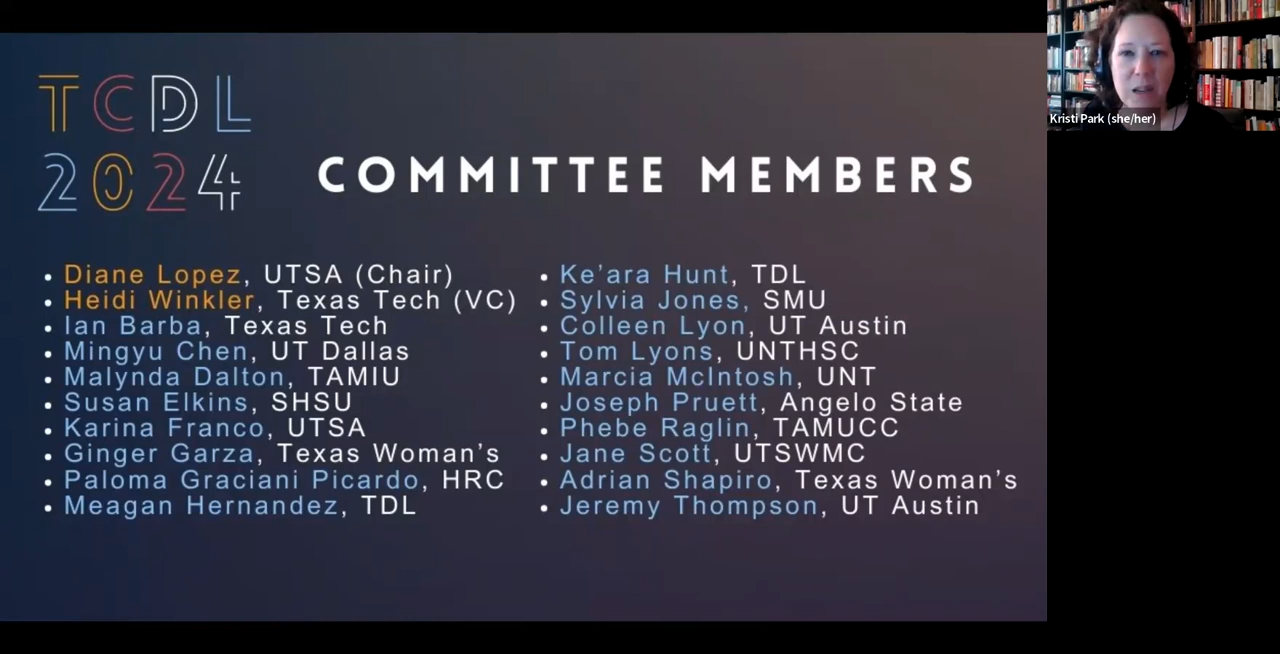 TCDL
2024
COMMITTEE MEMBERS
• Diane Lopez, UTSA (Chair)
• Heidi Winkler, Texas Tech (VC)
• Ian Barba, Texas Tech
• Mingyu Chen, UT Dallas
• Malynda Dalton, TAMIU
• Susan Elkins, SHSU
• Karina Franco, UTSA
• Ginger Garza, Texas Woman’s
• Paloma Graciani Picardo, HRC
• Meagan Hernandez, TDL
• Ke’ara Hunt, TDL
• Sylvia Jones, SMU
• Colleen Lyon, UT Austin
• Tom Lyons, UNTHSC
• Marcia McIntosh, UNT
• Joseph Pruett, Angelo State
• Phebe Raglin, TAMUCC
• Jane Scott, UTSWMC
• Adrian Shapiro, Texas Woman’s
• Jeremy Thompson, UT Austin
Kristi Park (she/her)